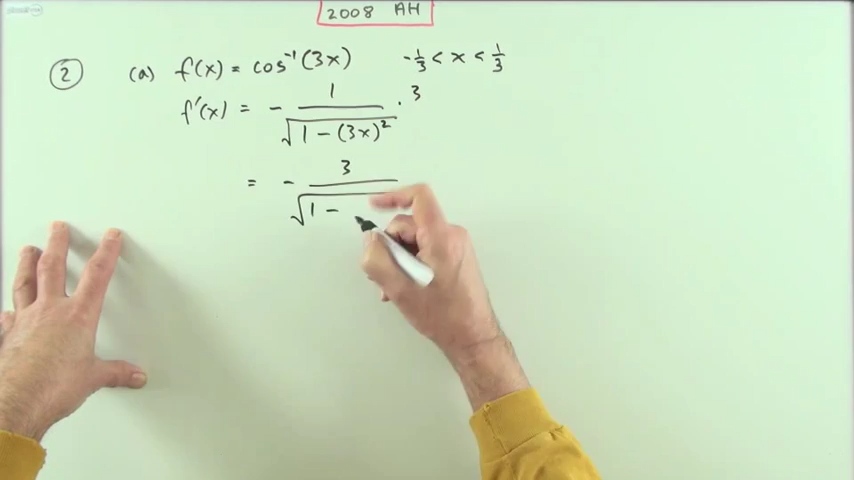 2008 AH
② (a) f(x) = cos⁻¹(3x) -1/3 < x < 1/3
f'(x) = - 1/√(1 - (3x)²) . 3
= - 3/√(1 -